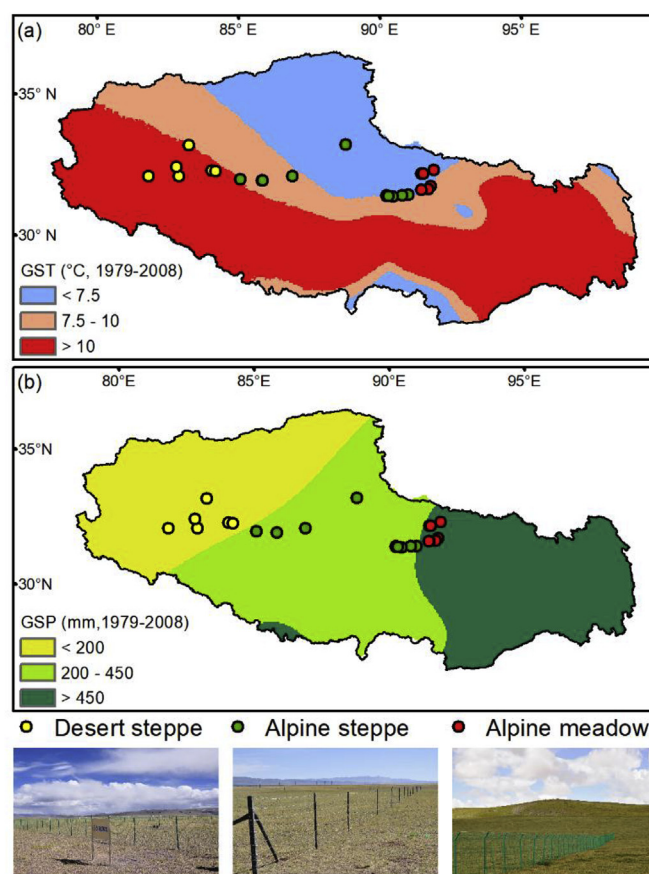 (a)
80° E 85° E 90° E 95° E
35° N
30° N
GST (°C, 1979-2008)
< 7.5
7.5 - 10
> 10
(b)
80°E 85°E 90°E 95°E
35°N
30°N
GSP (mm,1979-2008)
< 200
200 - 450
> 450
Desert steppe Alpine steppe Alpine meadow